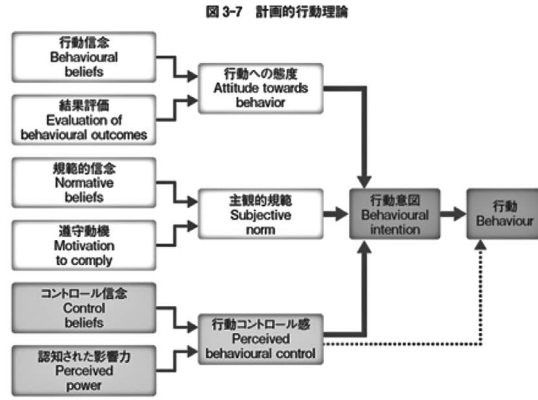 図3-7 計画的行動理論
行動信念
Behavioural
beliefs
結果評価
Evaluation of
behavioural outcomes
規範的信念
Normative
beliefs
遵守動機
Motivation
to comply
コントロール信念
Control
beliefs
認知された影響力
Perceived
power
行動への態度
Attitude towards
behavior
主観的規範
Subjective
norm
行動コントロール感
Perceived
behavioural control
行動意図
Behavioural
intention
行動
Behaviour